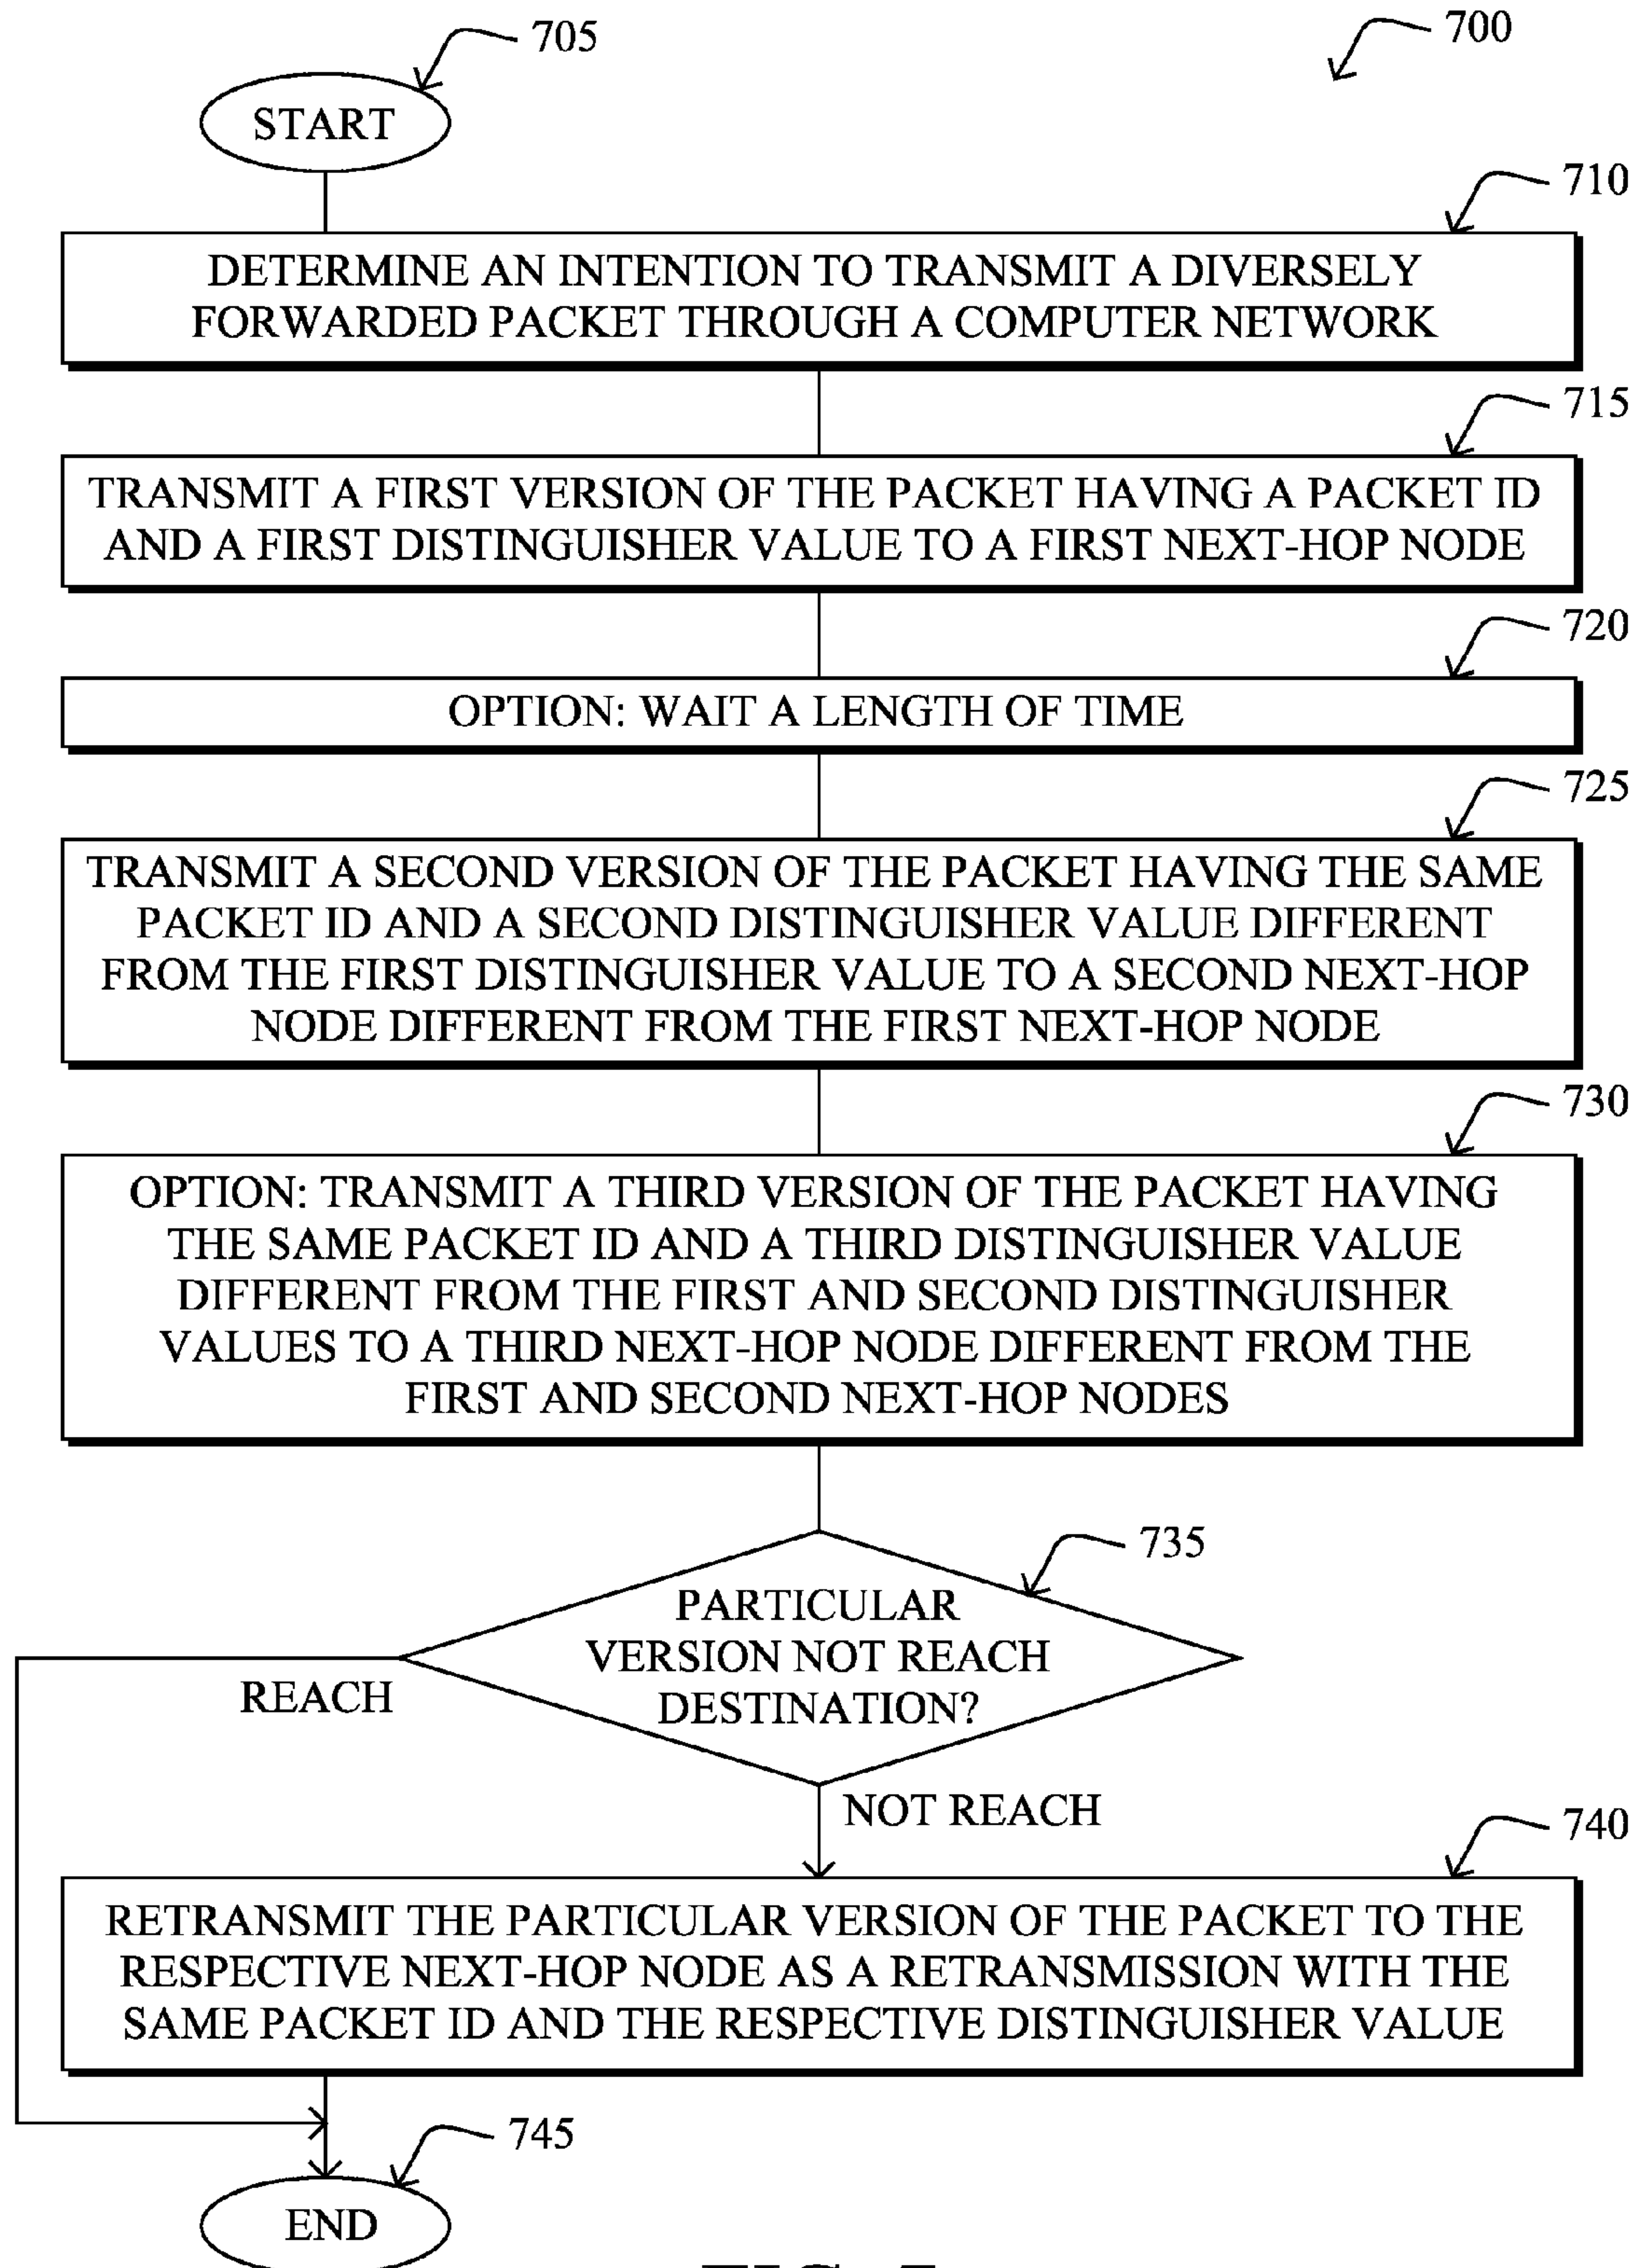 705
700
START
710
DETERMINE AN INTENTION TO TRANSMIT A DIVERSELY
FORWARDED PACKET THROUGH A COMPUTER NETWORK
715
TRANSMIT A FIRST VERSION OF THE PACKET HAVING A PACKET ID
AND A FIRST DISTINGUISHER VALUE TO A FIRST NEXT-HOP NODE
720
OPTION: WAIT A LENGTH OF TIME
725
TRANSMIT A SECOND VERSION OF THE PACKET HAVING THE SAME
PACKET ID AND A SECOND DISTINGUISHER VALUE DIFFERENT
FROM THE FIRST DISTINGUISHER VALUE TO A SECOND NEXT-HOP
NODE DIFFERENT FROM THE FIRST NEXT-HOP NODE
730
OPTION: TRANSMIT A THIRD VERSION OF THE PACKET HAVING
THE SAME PACKET ID AND A THIRD DISTINGUISHER VALUE
DIFFERENT FROM THE FIRST AND SECOND DISTINGUISHER
VALUES TO A THIRD NEXT-HOP NODE DIFFERENT FROM THE
FIRST AND SECOND NEXT-HOP NODES
735
PARTICULAR
VERSION NOT REACH
DESTINATION?
REACH
NOT REACH
740
RETRANSMIT THE PARTICULAR VERSION OF THE PACKET TO THE
RESPECTIVE NEXT-HOP NODE AS A RETRANSMISSION WITH THE
SAME PACKET ID AND THE RESPECTIVE DISTINGUISHER VALUE
745
END